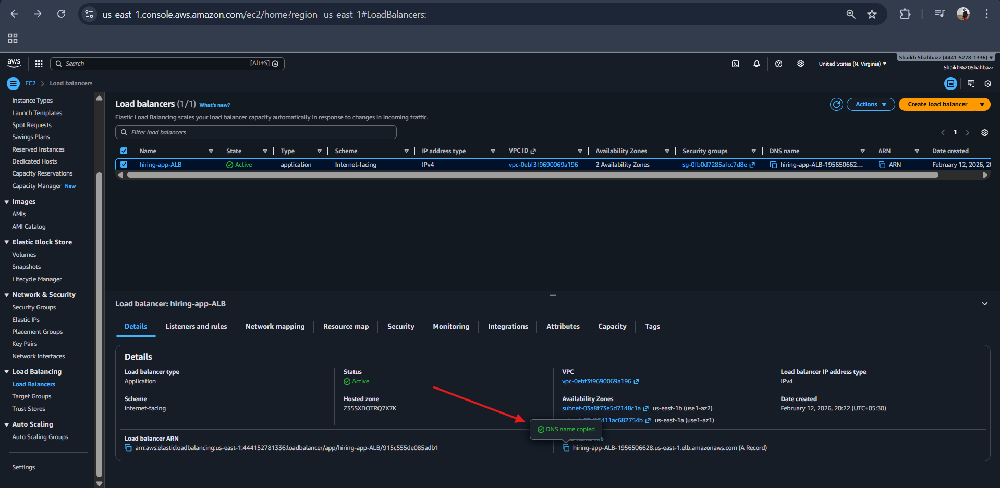 us-east-1.console.aws.amazon.com/ec2/home?region=us-east-1#LoadBalancers:
aws
Search
[Alt+S]
United States (N. Virginia)
Shaikh Shahbazz (4441-5278-1336)
Shaikh%20Shahbazz
EC2
Load balancers
Instance Types
Launch Templates
Spot Requests
Savings Plans
Reserved Instances
Dedicated Hosts
Capacity Reservations
Capacity Manager New
Images
AMIs
AMI Catalog
Elastic Block Store
Volumes
Snapshots
Lifecycle Manager
Network & Security
Security Groups
Elastic IPs
Placement Groups
Key Pairs
Network Interfaces
Load Balancing
Load Balancers
Target Groups
Trust Stores
Auto Scaling
Auto Scaling Groups
Settings
Load balancers (1/1) What's new?
Actions
Create load balancer
Elastic Load Balancing scales your load balancer capacity automatically in response to changes in incoming traffic.
Filter load balancers
1
Name State Type Scheme IP address type VPC ID Availability Zones Security groups DNS name ARN Date created
hiring-app-ALB Active application Internet-facing IPv4 vpc-0ebf3f9690069a196 2 Availability Zones sg-0fb0d7285afcc7d8e hiring-app-ALB-195650662... ARN February 12, 2026, 20
Load balancer: hiring-app-ALB
Details Listeners and rules Network mapping Resource map Security Monitoring Integrations Attributes Capacity Tags
Details
Load balancer type
Application
Status
Active
VPC
vpc-0ebf3f9690069a196
Load balancer IP address type
IPv4
Scheme
Internet-facing
Hosted zone
Z35SXDOTRQ7X7K
Availability Zones
subnet-03a8f73e5d7148c1a us-east-1b (use1-az2)
411ac682754b us-east-1a (use1-az1)
Date created
February 12, 2026, 20:22 (UTC+05:30)
DNS name copied
Load balancer ARN
arn:aws:elasticloadbalancing:us-east-1:444152781336:loadbalancer/app/hiring-app-ALB/915c555de085adb1
hiring-app-ALB-1956506628.us-east-1.elb.amazonaws.com (A Record)